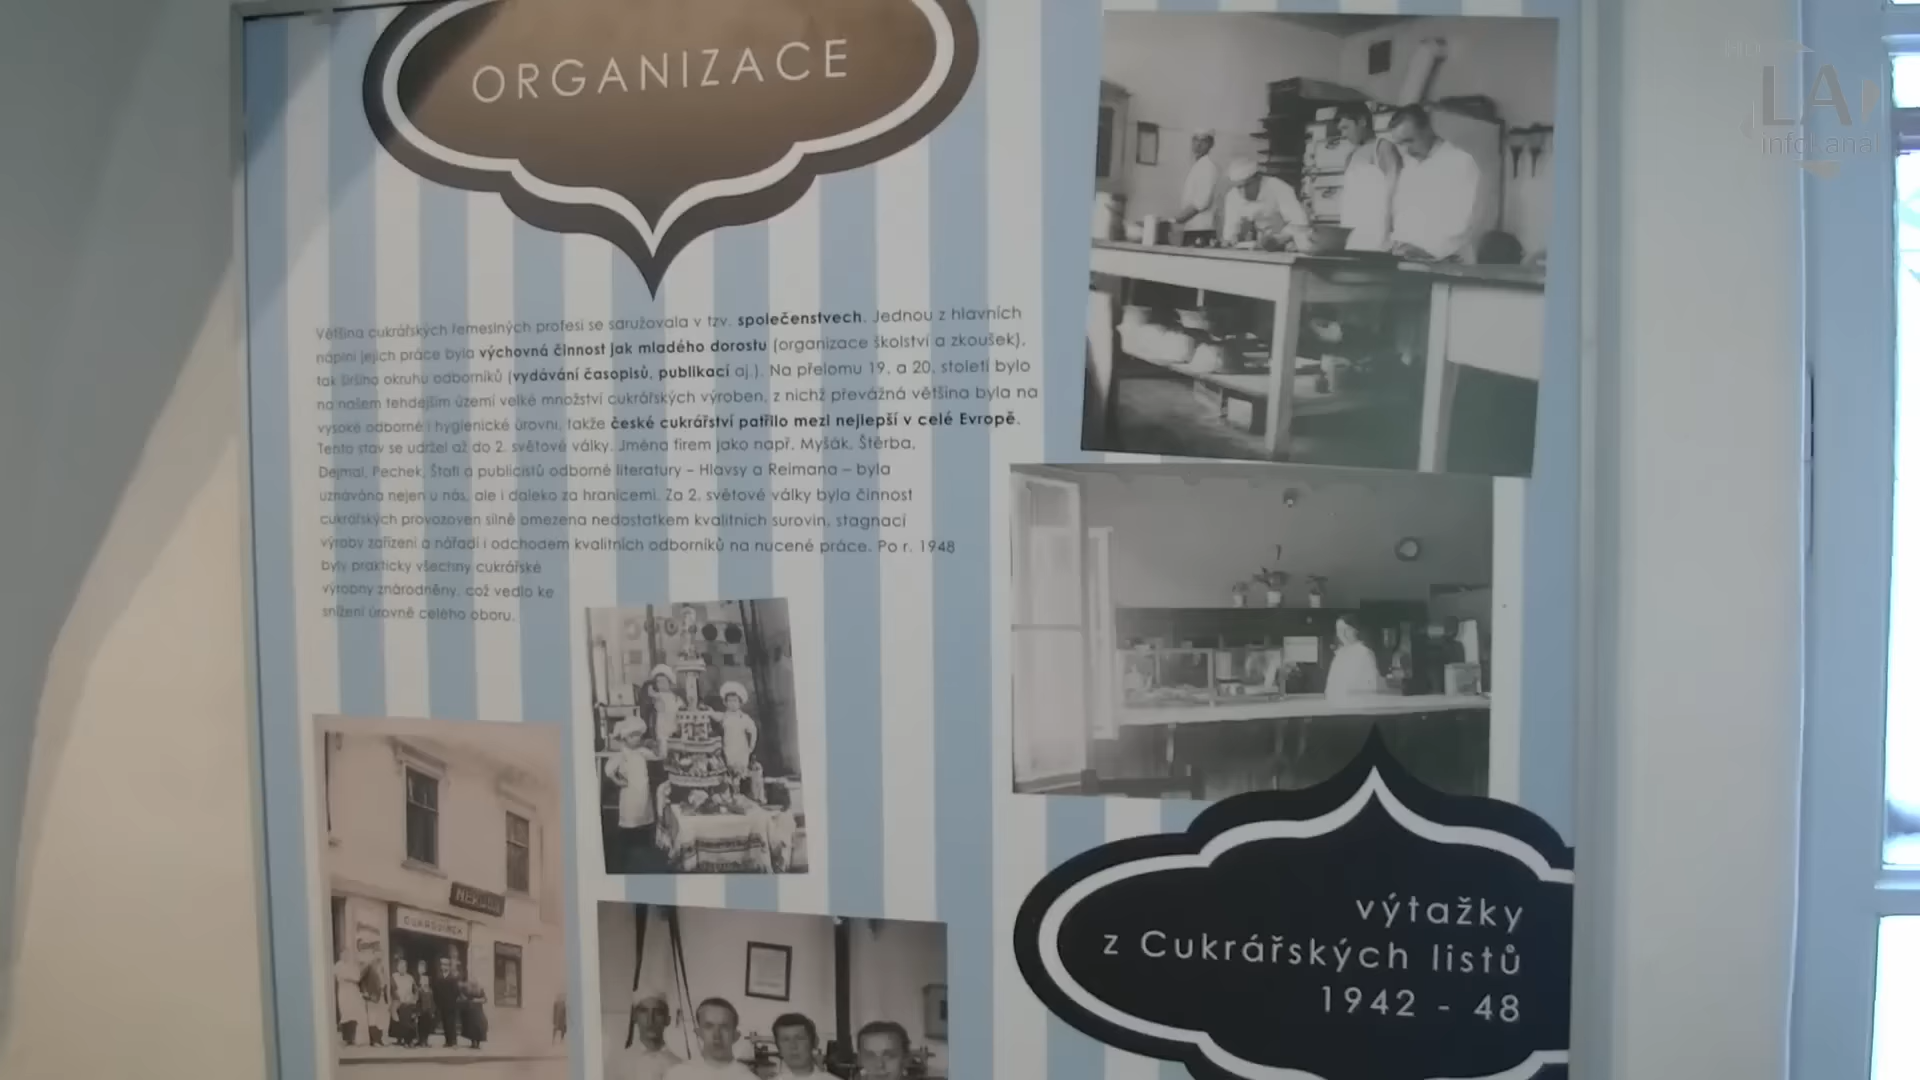 ORGANIZACE
LA
infokanal
Většina cukrářských řemeslných profesí se sdružovala v tzv. společenstvech. Jednou z hlavních
náplní jejich práce byla výchovná činnost jak mladého dorostu (organizace školství a zkoušek),
tak širšího okruhu odborníků (vydávání časopisů, publikací aj.). Na přelomu 19. a 20. století bylo
na našem tehdejším území velké množství cukrářských výroben, z nichž převážná většina byla na
vysoké odborné i hygienické úrovni, takže české cukrářství patřilo mezi nejlepší v celé Evropě.
Tento stav se udržel až do 2. světové války. Jména firem jako např. Myšák, Štěrba,
Dejmal, Pechek, Štafl a publicistů odborné literatury – Hlavsy a Reimana – byla
uznávána nejen u nás, ale i daleko za hranicemi. Za 2. světové války byla činnost
cukrářských provozoven silně omezena nedostatkem kvalitních surovin, stagnací
výroby zařízení a nářadí i odchodem kvalitních odborníků na nucené práce. Po r. 1948
byly prakticky všechny cukrářské
výrobny znárodněny, což vedlo ke
snížení úrovně celého oboru.
výtažky
z Cukrářských listů
1942 - 48